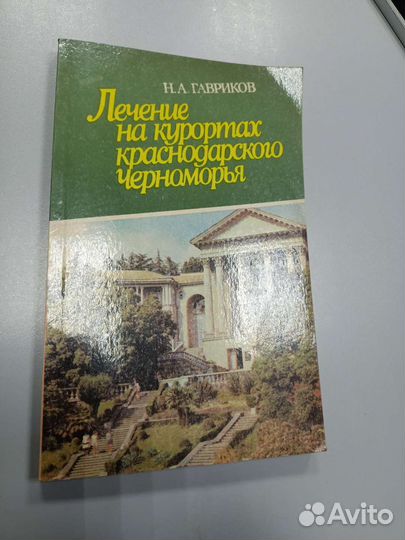 Н.А. ГАВРИКОВ
Лечение
на курортах
краснодарского
черноморья
Avito